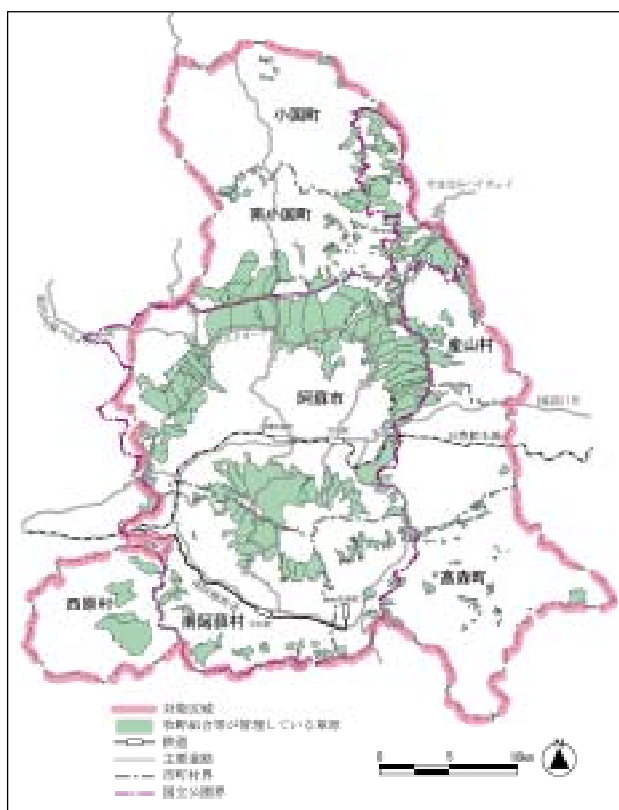 小国町
南小国町
産山村
阿蘇市
高森町
西原村
南阿蘇村
対象区域
牧野組合等が管理している草原
鉄道
主要道路
市町村界
国立公園界
0 5 10km